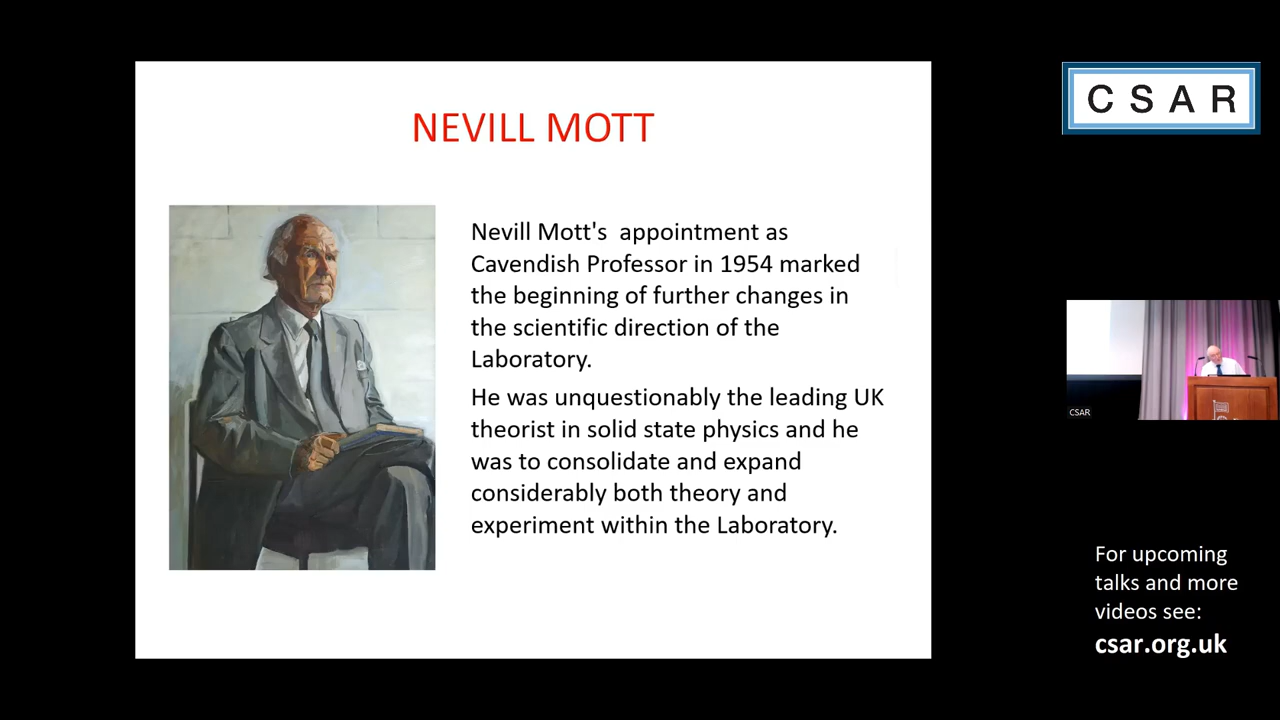 NEVILL MOTT
Nevill Mott's  appointment as
Cavendish Professor in 1954 marked
the beginning of further changes in
the scientific direction of the
Laboratory.
He was unquestionably the leading UK
theorist in solid state physics and he
was to consolidate and expand
considerably both theory and
experiment within the Laboratory.
CSAR
CSAR
For upcoming
talks and more
videos see:
csar.org.uk